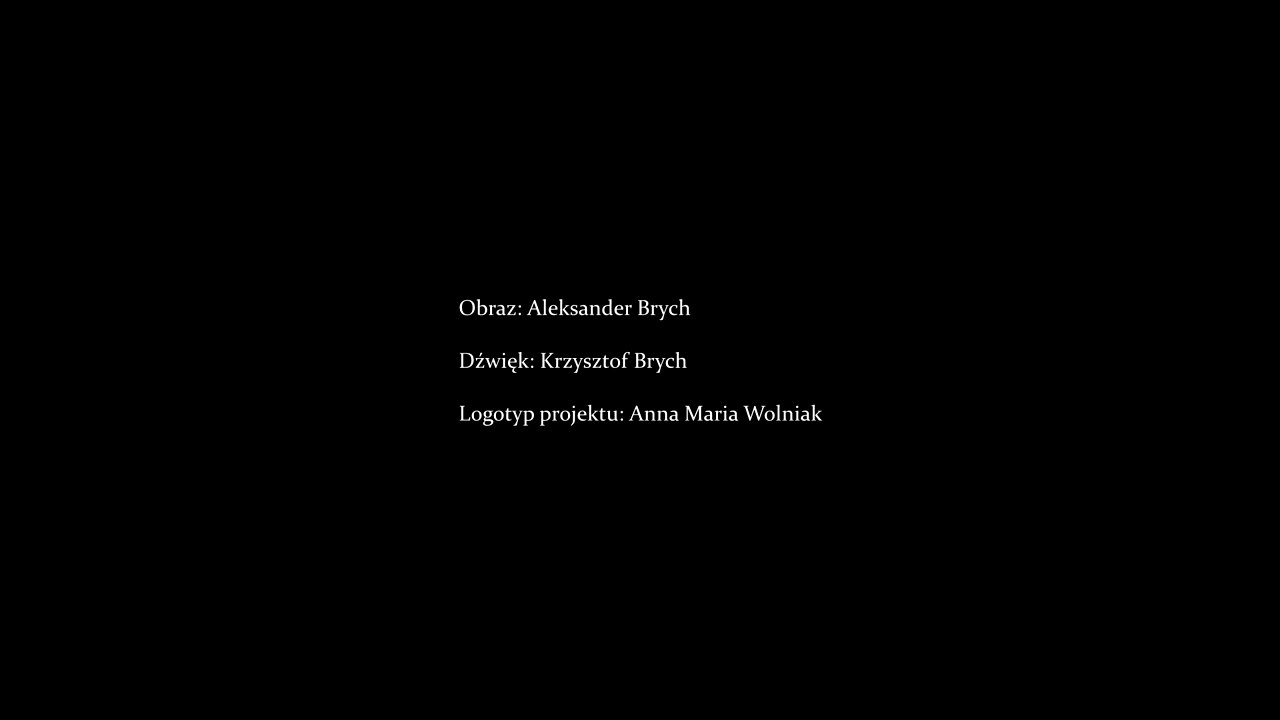 Obraz: Aleksander Brych
Dźwięk: Krzysztof Brych
Logotyp projektu: Anna Maria Wolniak